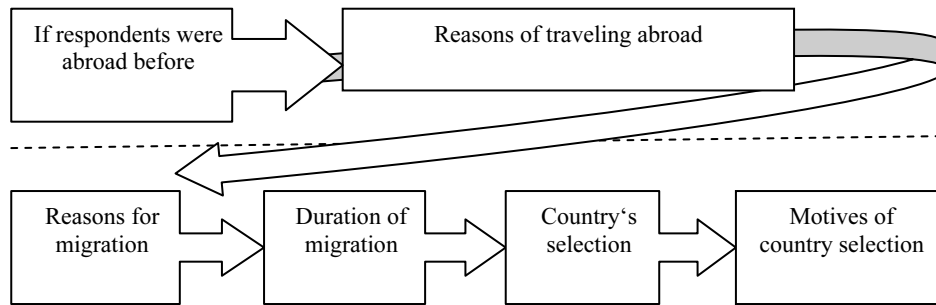 If respondents were
abroad before
Reasons of traveling abroad
Reasons for
migration
Duration of
migration
Country‘s
selection
Motives of
country selection